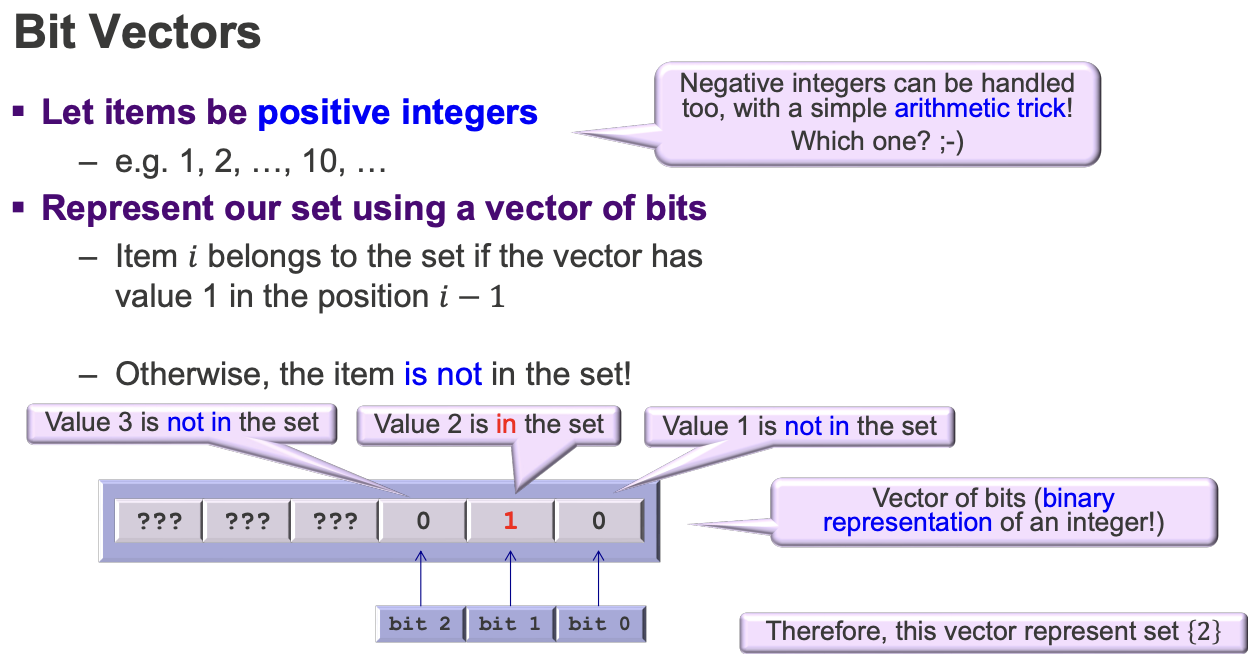 Bit Vectors
Negative integers can be handled
too, with a simple arithmetic trick!
Which one? ;-)
▪ Let items be positive integers
– e.g. 1, 2, …, 10, …
▪ Represent our set using a vector of bits
– Item 𝑖 belongs to the set if the vector has
value 1 in the position 𝑖 − 1
– Otherwise, the item is not in the set!
Value 3 is not in the set
Value 2 is in the set
Value 1 is not in the set
??? ??? ??? 0 1 0
Vector of bits (binary
representation of an integer!)
bit 2 bit 1 bit 0
Therefore, this vector represent set {2}